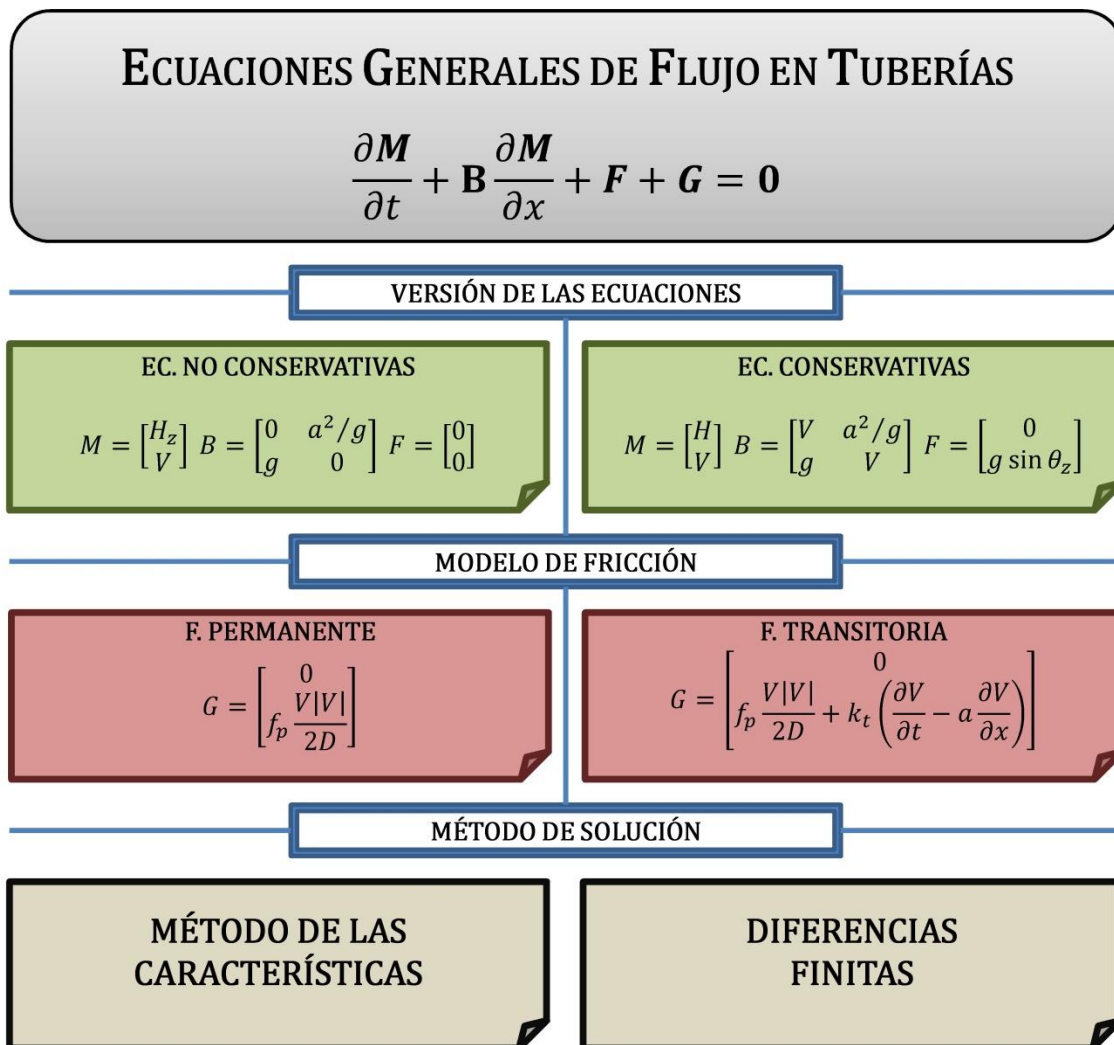 ECUACIONES GENERALES DE FLUJO EN TUBERÍAS
∂M/∂t + B ∂M/∂x + F + G = 0
VERSIÓN DE LAS ECUACIONES
EC. NO CONSERVATIVAS
M = [H_z; V] B = [0 a²/g; g 0] F = [0; 0]
EC. CONSERVATIVAS
M = [H; V] B = [V a²/g; g V] F = [0; g sin θ_z]
MODELO DE FRICCIÓN
F. PERMANENTE
G = [0; f_p V|V|/2D]
F. TRANSITORIA
G = [0; f_p V|V|/2D + k_t (∂V/∂t − a ∂V/∂x)]
MÉTODO DE SOLUCIÓN
MÉTODO DE LAS
CARACTERÍSTICAS
DIFERENCIAS
FINITAS